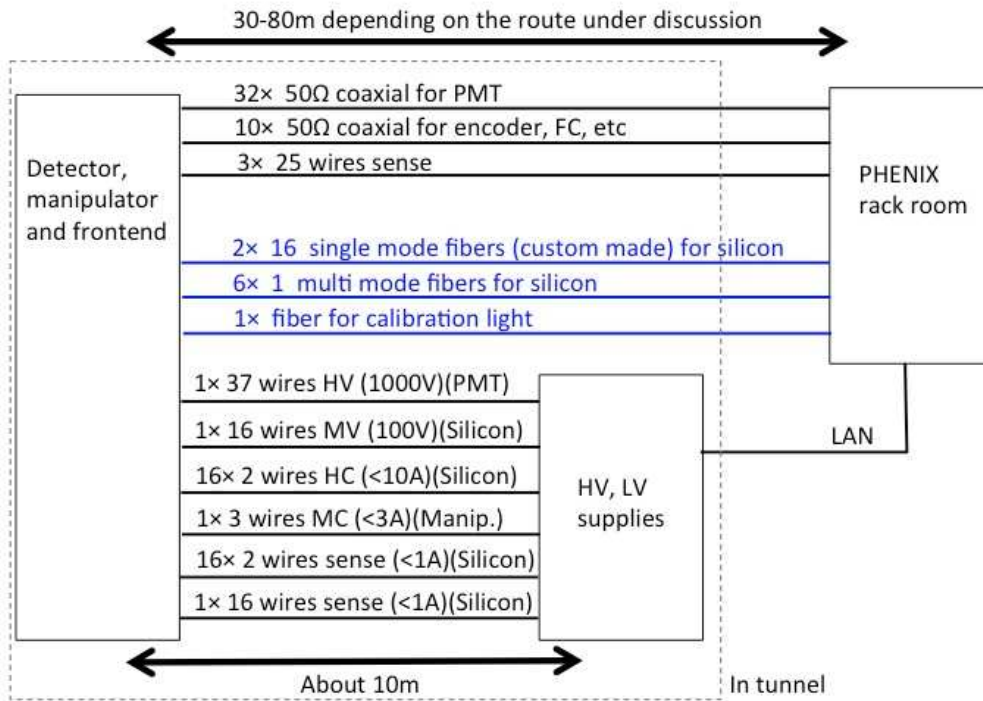 30-80m depending on the route under discussion
32× 50Ω coaxial for PMT
10× 50Ω coaxial for encoder, FC, etc
3× 25 wires sense
Detector,
manipulator
and frontend
PHENIX
rack room
2× 16 single mode fibers (custom made) for silicon
6× 1 multi mode fibers for silicon
1× fiber for calibration light
1× 37 wires HV (1000V)(PMT)
1× 16 wires MV (100V)(Silicon)
16× 2 wires HC (<10A)(Silicon)
1× 3 wires MC (<3A)(Manip.)
16× 2 wires sense (<1A)(Silicon)
1× 16 wires sense (<1A)(Silicon)
HV, LV
supplies
LAN
About 10m
In tunnel